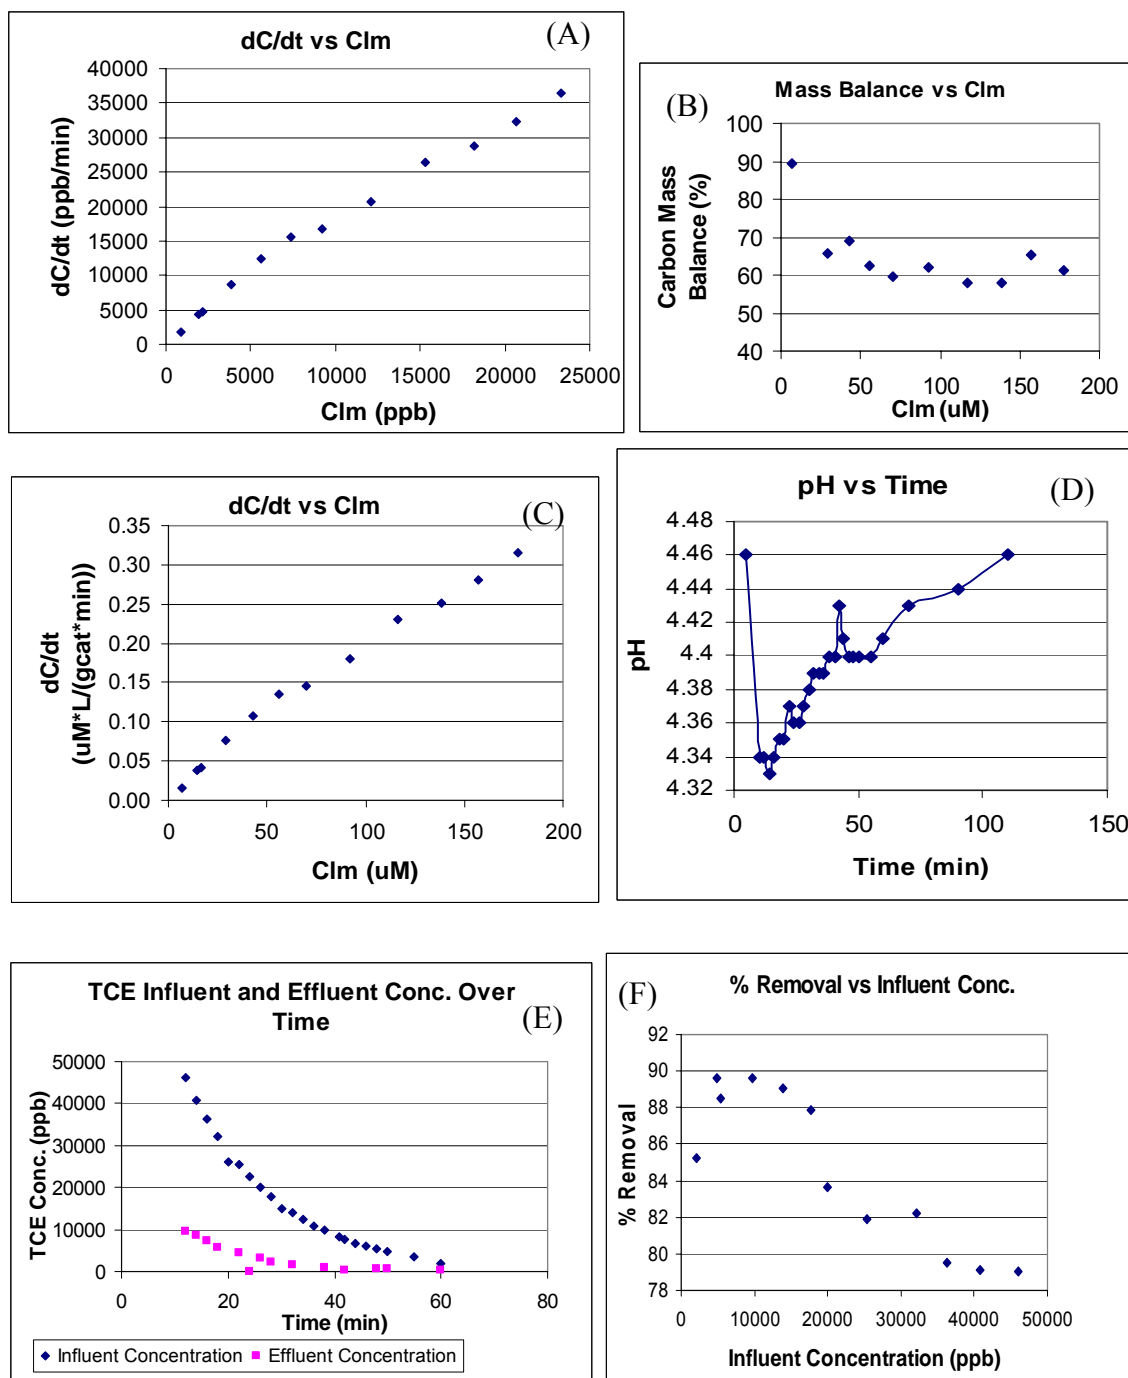 dC/dt vs Clm
(A)
40000
35000
30000
25000
20000
15000
10000
5000
0
dC/dt (ppb/min)
0 5000 10000 15000 20000 25000
Clm (ppb)
Mass Balance vs Clm
(B)
100
90
80
70
60
50
40
Carbon Mass
Balance (%)
0 50 100 150 200
Clm (uM)
dC/dt vs Clm
(C)
0.35
0.30
0.25
0.20
0.15
0.10
0.05
0.00
dC/dt
(uM*L/(gcat*min))
0 50 100 150 200
Clm (uM)
pH vs Time
(D)
4.48
4.46
4.44
4.42
4.4
4.38
4.36
4.34
4.32
pH
0 50 100 150
Time (min)
TCE Influent and Effluent Conc. Over
Time
(E)
50000
40000
30000
20000
10000
0
TCE Conc. (ppb)
0 20 40 60 80
Time (min)
Influent Concentration Effluent Concentration
(F)
% Removal vs Influent Conc.
92
90
88
86
84
82
80
78
% Removal
0 10000 20000 30000 40000 50000
Influent Concentration (ppb)